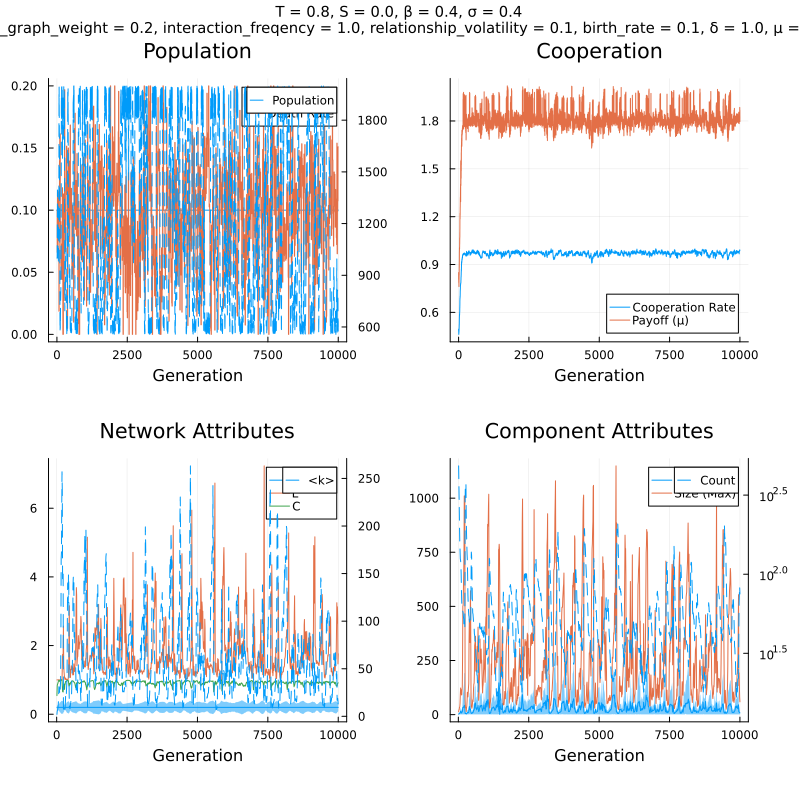 T = 0.8, S = 0.0, β = 0.4, σ = 0.4
_graph_weight = 0.2, interaction_freqency = 1.0, relationship_volatility = 0.1, birth_rate = 0.1, δ = 1.0, μ =
Population
Cooperation
0.20
0.15
0.10
0.05
0.00
1800
1500
1200
900
600
Population
0 2500 5000 7500 10000
Generation
1.8
1.5
1.2
0.9
0.6
Cooperation Rate
Payoff (μ)
0 2500 5000 7500 10000
Generation
Network Attributes
Component Attributes
6
4
2
0
250
200
150
100
50
0
<k>
L
C
0 2500 5000 7500 10000
Generation
1000
750
500
250
0
10^2.5
10^2.0
10^1.5
Count
Size (Max)
0 2500 5000 7500 10000
Generation